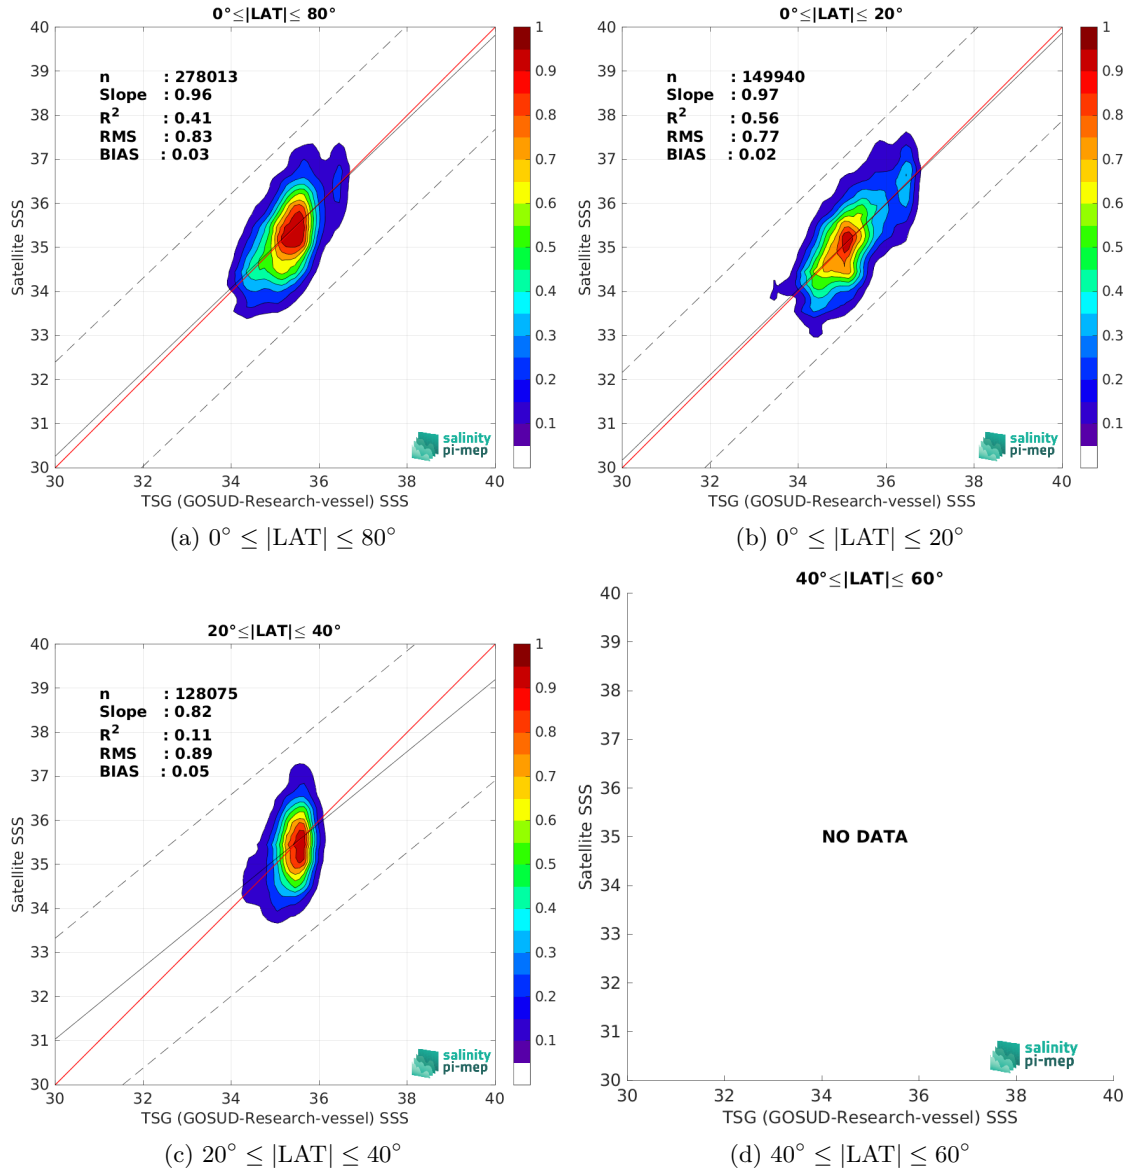 0°≤|LAT|≤ 80°
n : 278013
Slope : 0.96
R² : 0.41
RMS : 0.83
BIAS : 0.03
Satellite SSS
40
39
38
37
36
35
34
33
32
31
30
30 32 34 36 38 40
TSG (GOSUD-Research-vessel) SSS
1
0.9
0.8
0.7
0.6
0.5
0.4
0.3
0.2
0.1
salinity
pi-mep
(a) 0° ≤ |LAT| ≤ 80°
0°≤|LAT|≤ 20°
n : 149940
Slope : 0.97
R² : 0.56
RMS : 0.77
BIAS : 0.02
Satellite SSS
40
39
38
37
36
35
34
33
32
31
30
30 32 34 36 38 40
TSG (GOSUD-Research-vessel) SSS
1
0.9
0.8
0.7
0.6
0.5
0.4
0.3
0.2
0.1
salinity
pi-mep
(b) 0° ≤ |LAT| ≤ 20°
20°≤|LAT|≤ 40°
n : 128075
Slope : 0.82
R² : 0.11
RMS : 0.89
BIAS : 0.05
Satellite SSS
40
39
38
37
36
35
34
33
32
31
30
30 32 34 36 38 40
TSG (GOSUD-Research-vessel) SSS
1
0.9
0.8
0.7
0.6
0.5
0.4
0.3
0.2
0.1
salinity
pi-mep
(c) 20° ≤ |LAT| ≤ 40°
40°≤|LAT|≤ 60°
NO DATA
Satellite SSS
40
39
38
37
36
35
34
33
32
31
30
30 32 34 36 38 40
TSG (GOSUD-Research-vessel) SSS
salinity
pi-mep
(d) 40° ≤ |LAT| ≤ 60°